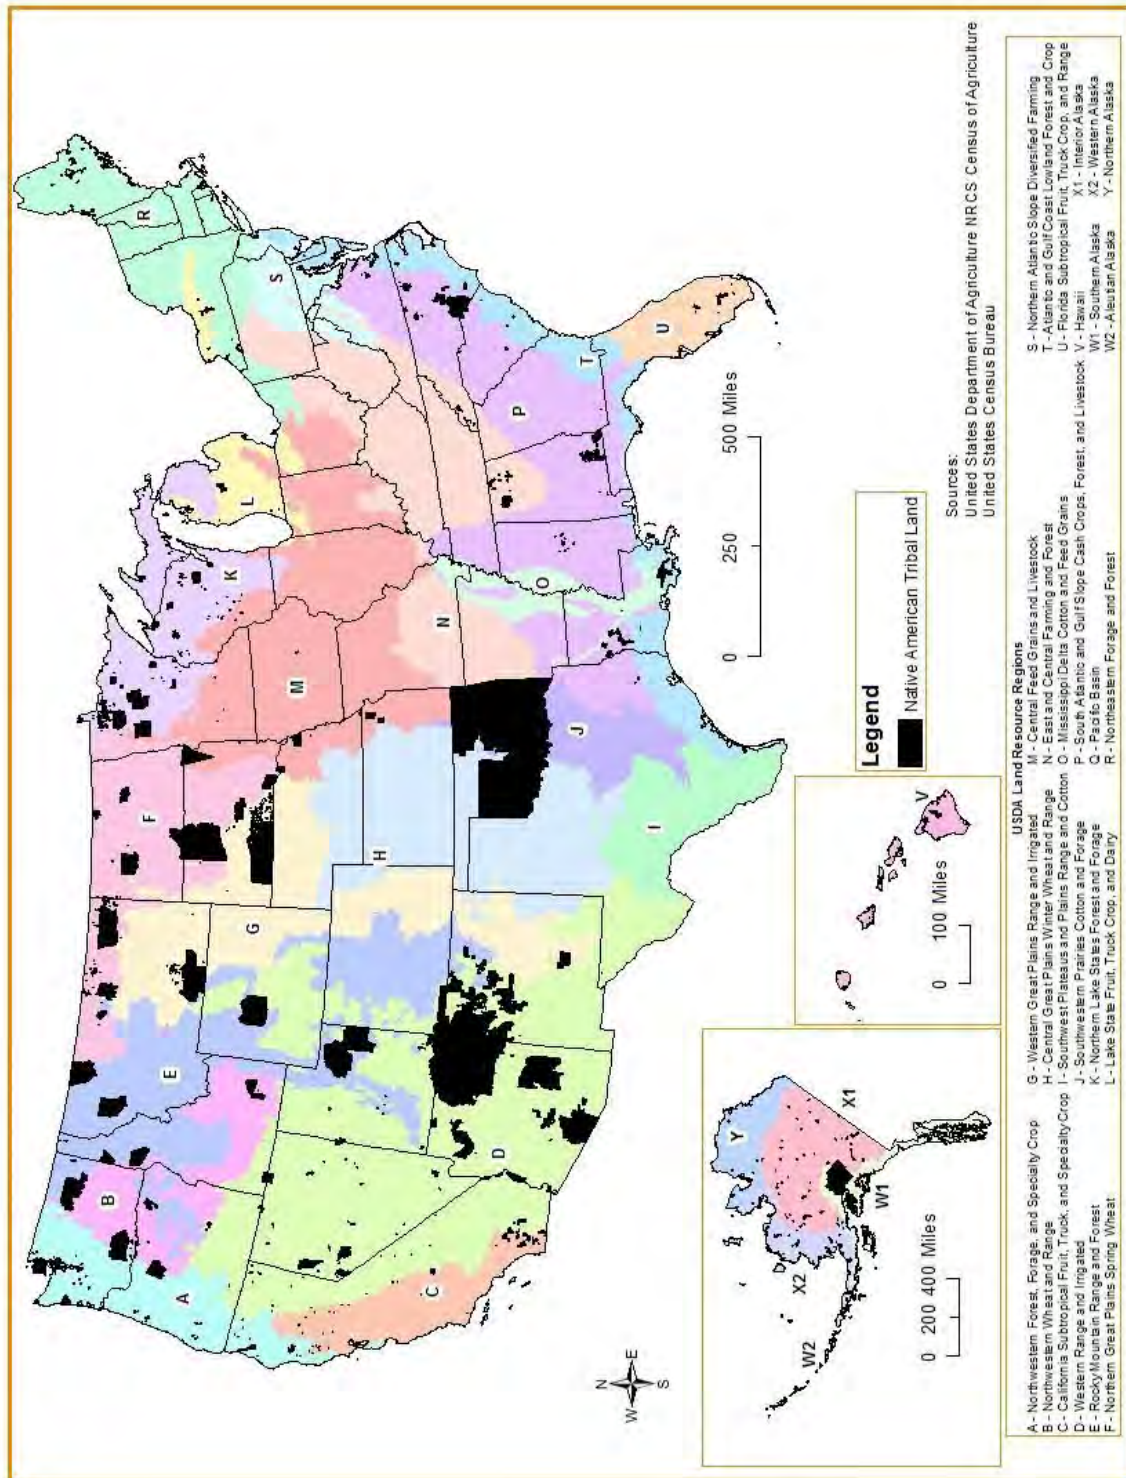 R
S
K
L
A
B
E
F
M
N
G
H
P
T
O
D
C
J
U
I
N
W E
S
0 250 500 Miles
Legend
Native American Tribal Land
Sources:
United States Department of Agriculture NRCS Census of Agriculture
United States Census Bureau
Y
X1
X2
W1
W2
0 200 400 Miles
V
0 100 Miles
USDA Land Resource Regions
A - Northwestern Forest, Forage, and Specialty Crop
B - Northwestern Wheat and Range
C - California Subtropical Fruit, Truck, and Specialty Crop
D - Western Range and Irrigated
E - Rocky Mountain Range and Forest
F - Northern Great Plains Spring Wheat
G - Western Great Plains Range and Irrigated
H - Central Great Plains Winter Wheat and Range
I - Southwest Plateaus and Plains Range and Cotton
J - Southwestern Prairies Cotton and Forage
K - Northern Lake States Forest and Forage
L - Lake State Fruit, Truck Crop, and Dairy
M - Central Feed Grains and Livestock
N - East and Central Farming and Forest
O - Mississippi Delta Cotton and Feed Grains
P - South Atlantic and Gulf Slope Cash Crops, Forest, and Livestock
Q - Pacific Basin
R - Northeastern Forage and Forest
S - Northern Atlantic Slope Diversified Farming
T - Atlantic and Gulf Coast Lowland Forest and Crop
U - Florida Subtropical Fruit, Truck Crop, and Range
V - Hawaii
W1 - Southern Alaska
W2 - Aleutian Alaska
X1 - Interior Alaska
X2 - Western Alaska
Y - Northern Alaska